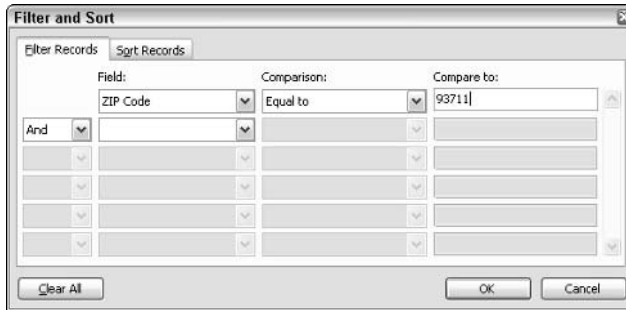 Filter and Sort
Filter Records Sort Records
Field: Comparison: Compare to:
ZIP Code Equal to 93711
And
Clear All OK Cancel